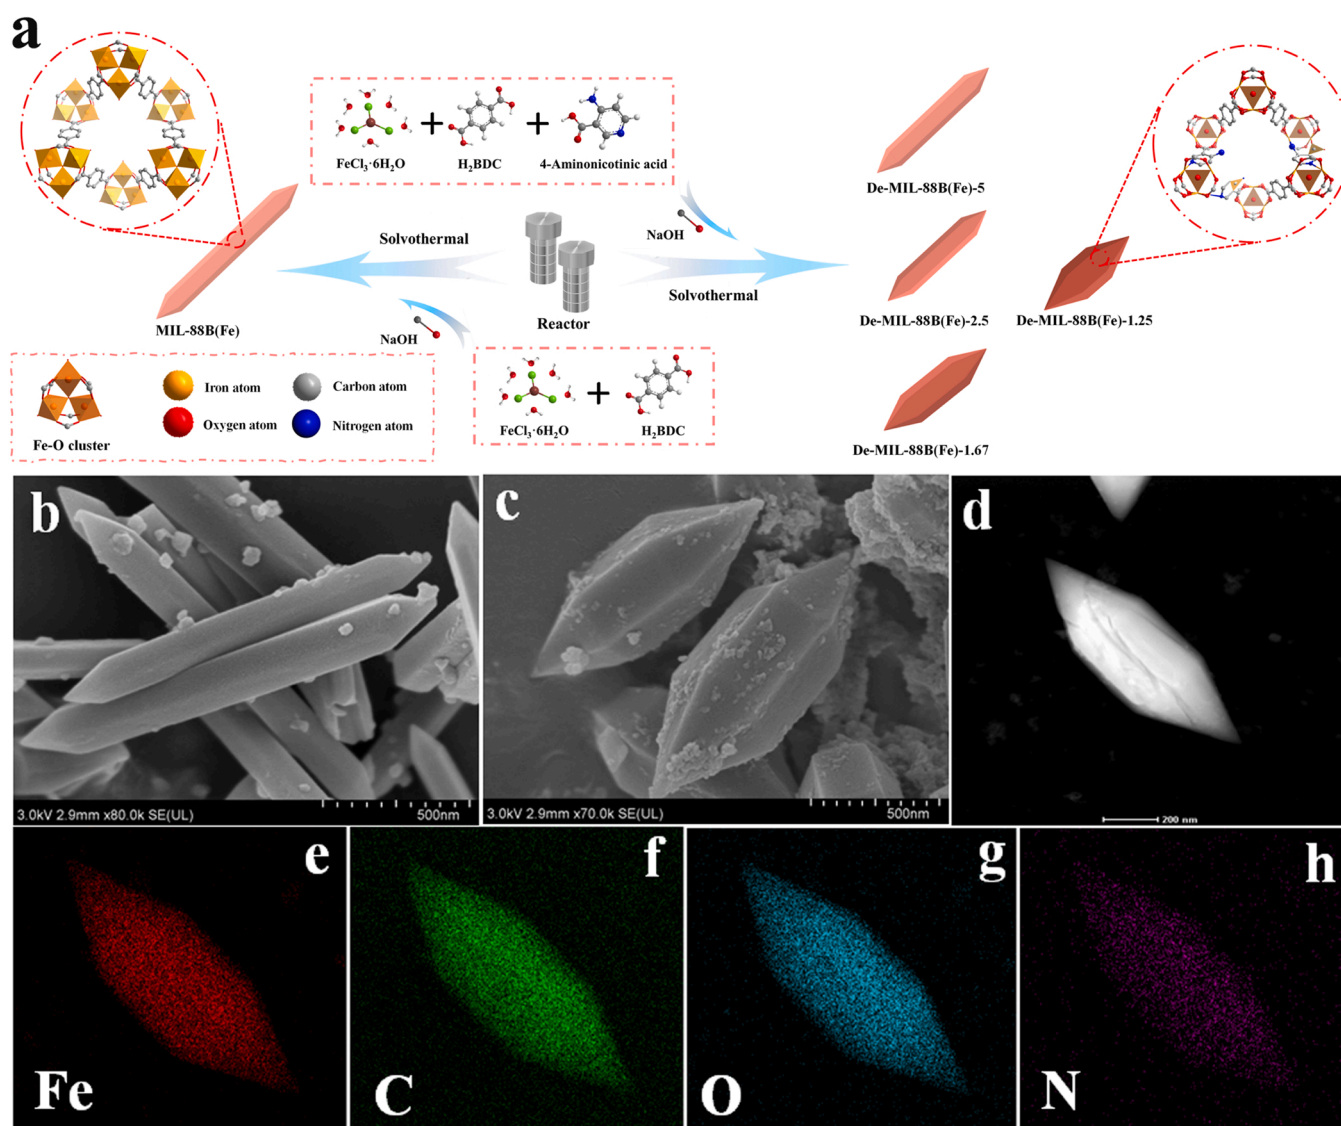 a
FeCl₃·6H₂O
H₂BDC
4-Aminonicotinic acid
De-MIL-88B(Fe)-5
NaOH
Solvothermal
Solvothermal
MIL-88B(Fe)
Reactor
NaOH
De-MIL-88B(Fe)-2.5
De-MIL-88B(Fe)-1.25
Iron atom
Carbon atom
Oxygen atom
Nitrogen atom
Fe-O cluster
FeCl₃·6H₂O
H₂BDC
De-MIL-88B(Fe)-1.67
b
3.0kV 2.9mm x80.0k SE(UL)
500nm
c
3.0kV 2.9mm x70.0k SE(UL)
500nm
d
200 nm
e
Fe
f
C
g
O
h
N